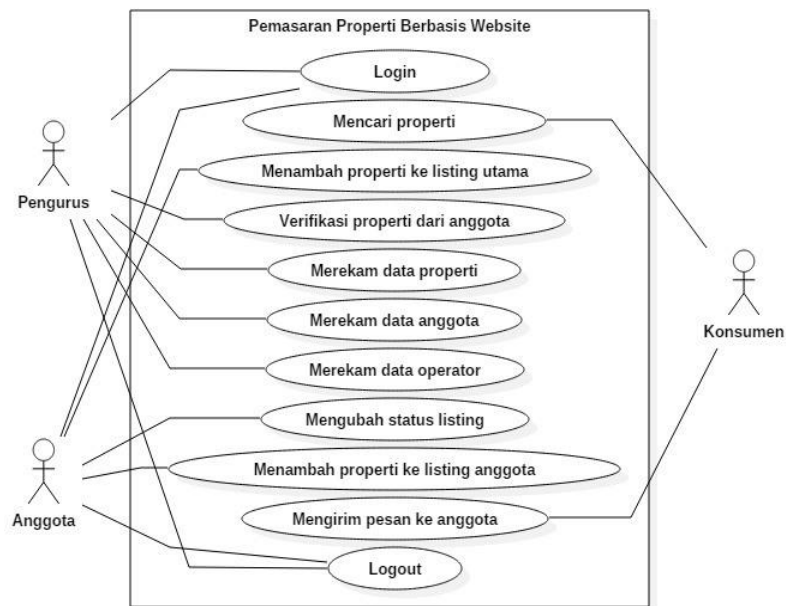 Pemasaran Properti Berbasis Website
Login
Mencari properti
Menambah properti ke listing utama
Pengurus
Verifikasi properti dari anggota
Merekam data properti
Merekam data anggota
Konsumen
Merekam data operator
Mengubah status listing
Menambah properti ke listing anggota
Anggota
Mengirim pesan ke anggota
Logout